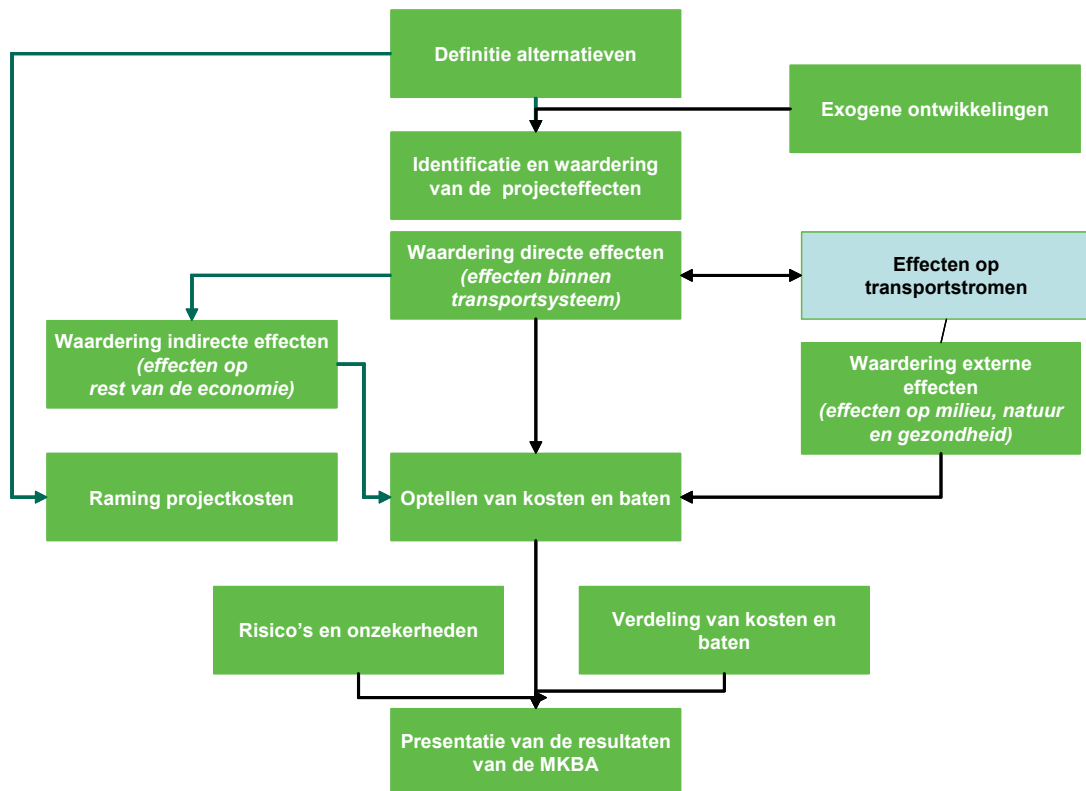 Definitie alternatieven
Exogene ontwikkelingen
Identificatie en waardering
van de projecteffecten
Waardering directe effecten
(effecten binnen
transportsysteem)
Effecten op
transportstromen
Waardering indirecte effecten
(effecten op
rest van de economie)
Waardering externe
effecten
(effecten op milieu, natuur
en gezondheid)
Raming projectkosten
Optellen van kosten en baten
Risico's en onzekerheden
Verdeling van kosten en
baten
Presentatie van de resultaten
van de MKBA